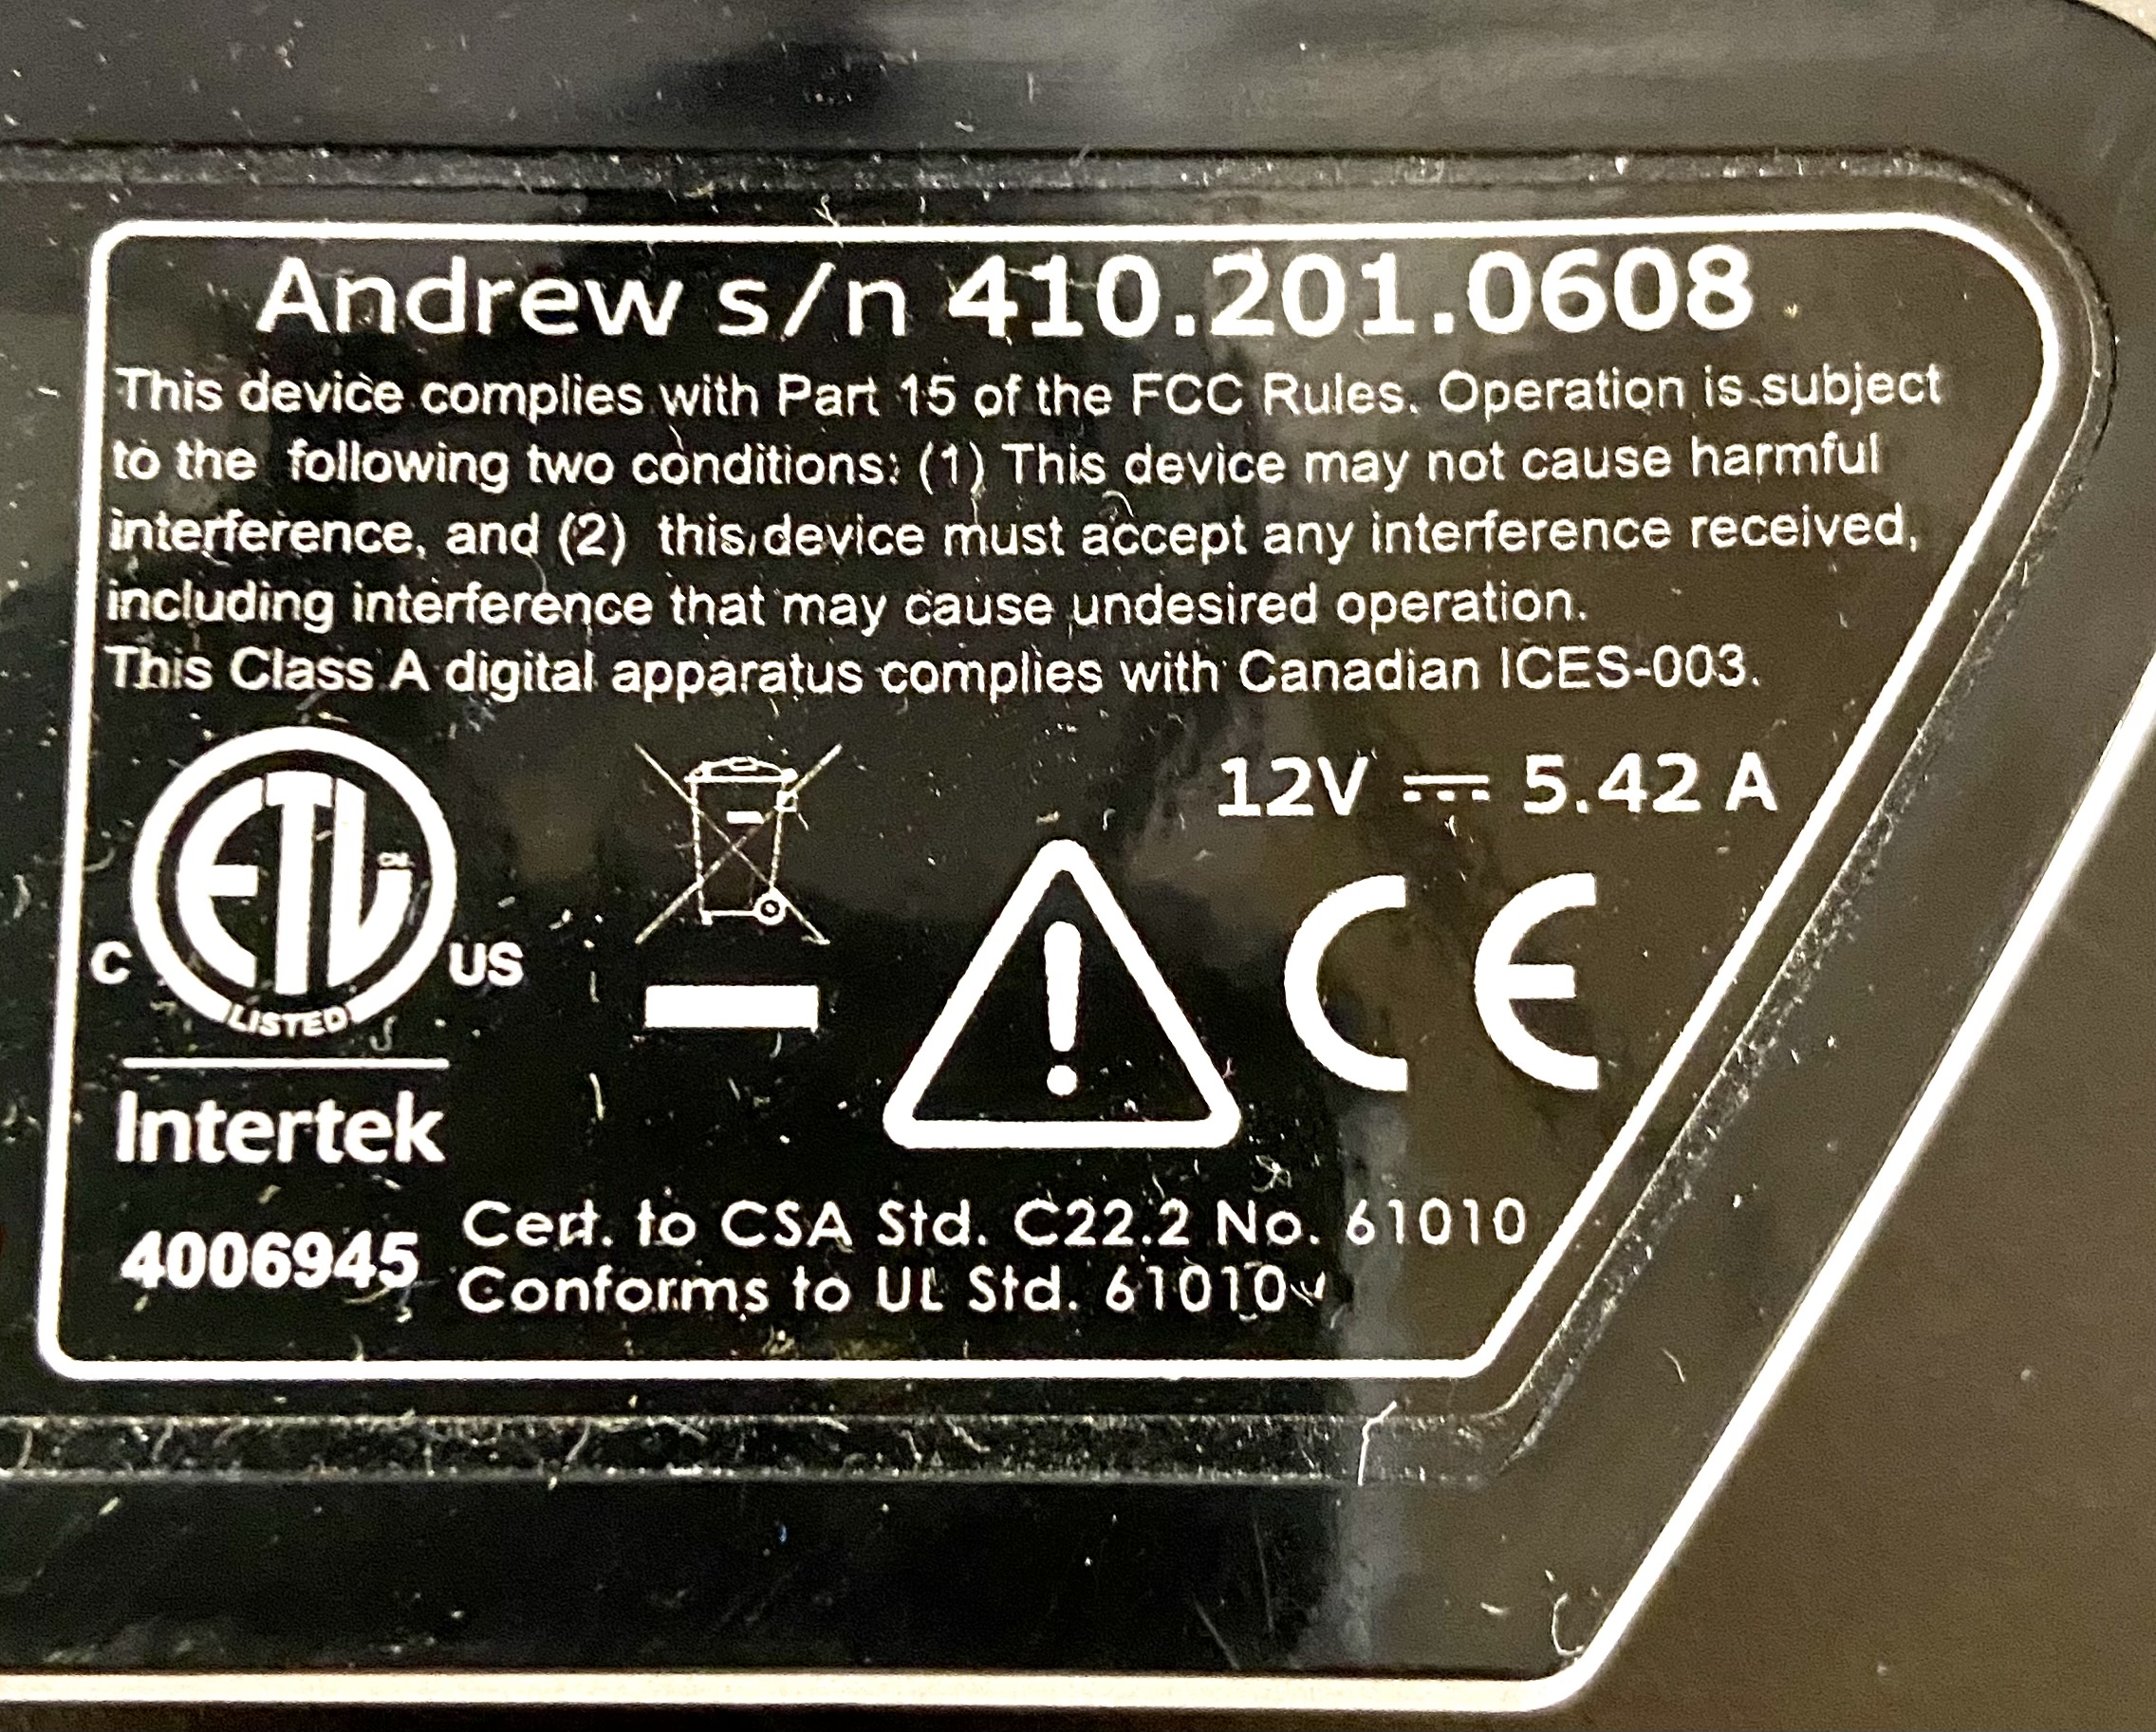 Andrew s/n 410.201.0608
This device complies with Part 15 of the FCC Rules. Operation is subject
to the following two conditions: (1) This device may not cause harmful
interference, and (2) this device must accept any interference received,
including interference that may cause undesired operation.
This Class A digital apparatus complies with Canadian ICES-003.
12V ⎓ 5.42 A
ETL CM
C US
LISTED
CE
Intertek
4006945
Cert. to CSA Std. C22.2 No. 61010
Conforms to UL Std. 61010